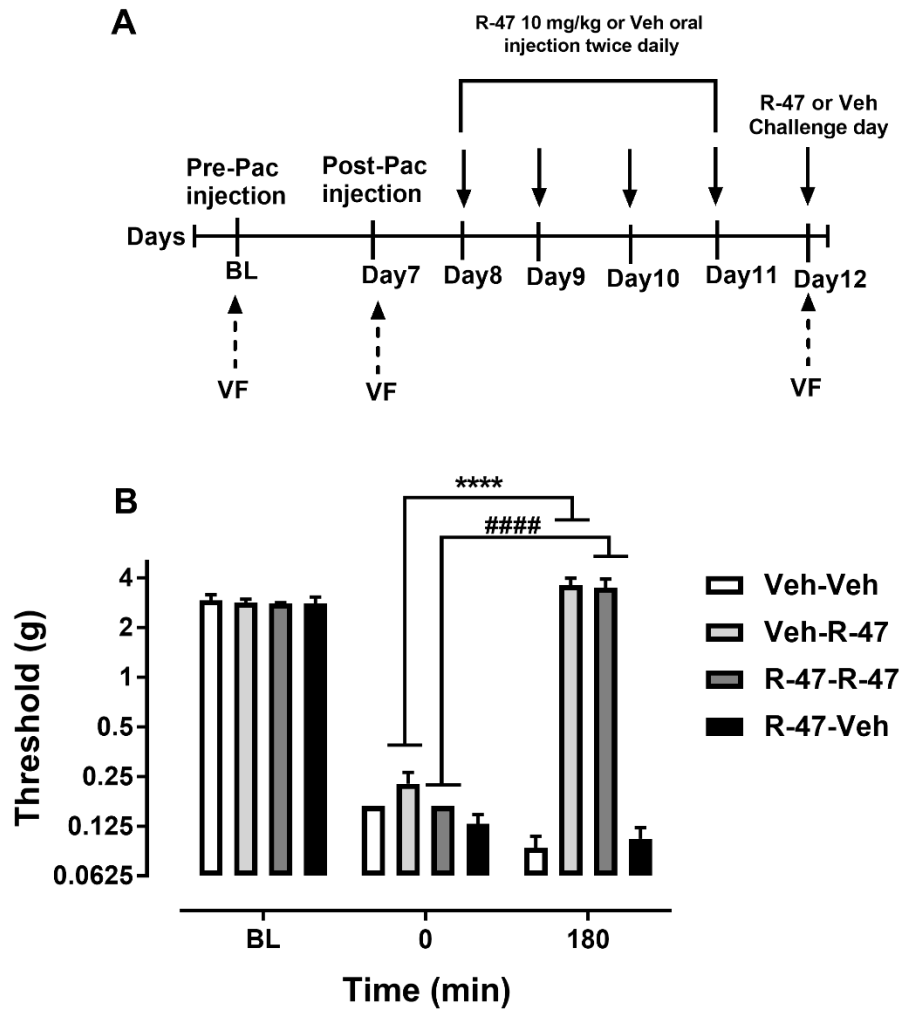 A
R-47 10 mg/kg or Veh oral
injection twice daily
R-47 or Veh
Challenge day
Pre-Pac
injection
Post-Pac
injection
Days
BL
Day7
Day8
Day9
Day10
Day11
Day12
VF
VF
VF
B
****
####
Threshold (g)
4
2
1
0.5
0.25
0.125
0.0625
BL
0
180
Time (min)
Veh-Veh
Veh-R-47
R-47-R-47
R-47-Veh